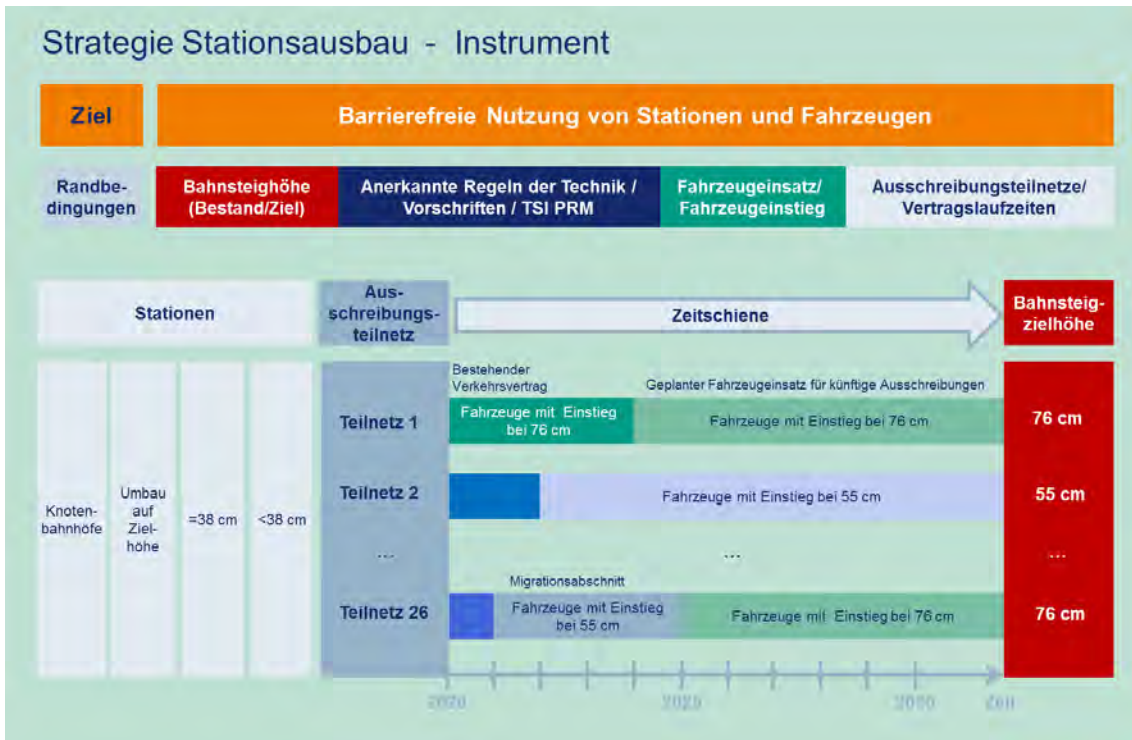 Strategie Stationsausbau - Instrument
Ziel
Barrierefreie Nutzung von Stationen und Fahrzeugen
Randbe-
dingungen
Bahnsteighöhe
(Bestand/Ziel)
Anerkannte Regeln der Technik /
Vorschriften / TSI PRM
Fahrzeugeinsatz/
Fahrzeugeinstieg
Ausschreibungsteilnetze/
Vertragslaufzeiten
Stationen
Aus-
schreibungs-
teilnetz
Zeitschiene
Bahnsteig-
zielhöhe
Knoten-
bahnhöfe
Umbau
auf
Ziel-
höhe
=38 cm
<38 cm
Bestehender
Verkehrsvertrag
Geplanter Fahrzeugeinsatz für künftige Ausschreibungen
Teilnetz 1
Fahrzeuge mit Einstieg
bei 76 cm
Fahrzeuge mit Einstieg bei 76 cm
76 cm
Teilnetz 2
Fahrzeuge mit Einstieg bei 55 cm
55 cm
...
...
...
Migrationsabschnitt
Teilnetz 26
Fahrzeuge mit Einstieg
bei 55 cm
Fahrzeuge mit Einstieg bei 76 cm
76 cm
2020
2025
2030
Zeit